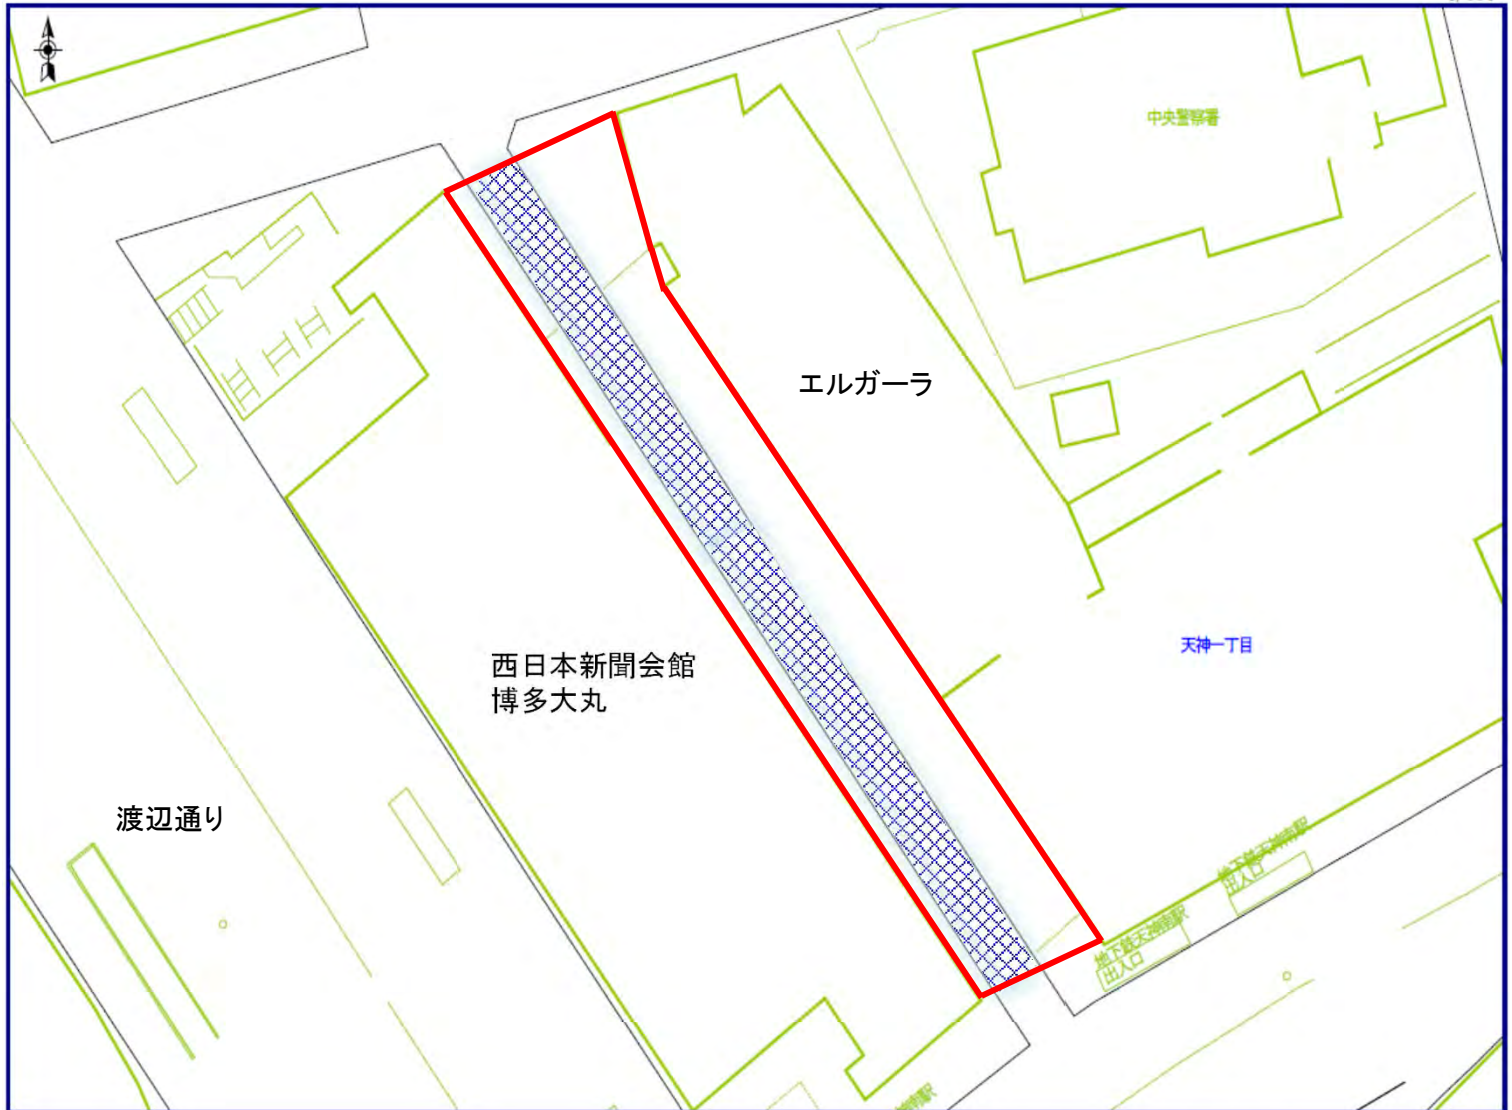 中央警察署
エルガーラ
天神一丁目
西日本新聞会館
博多大丸
渡辺通り
地下鉄天神南駅
出入口
地下鉄天神南駅
出入口